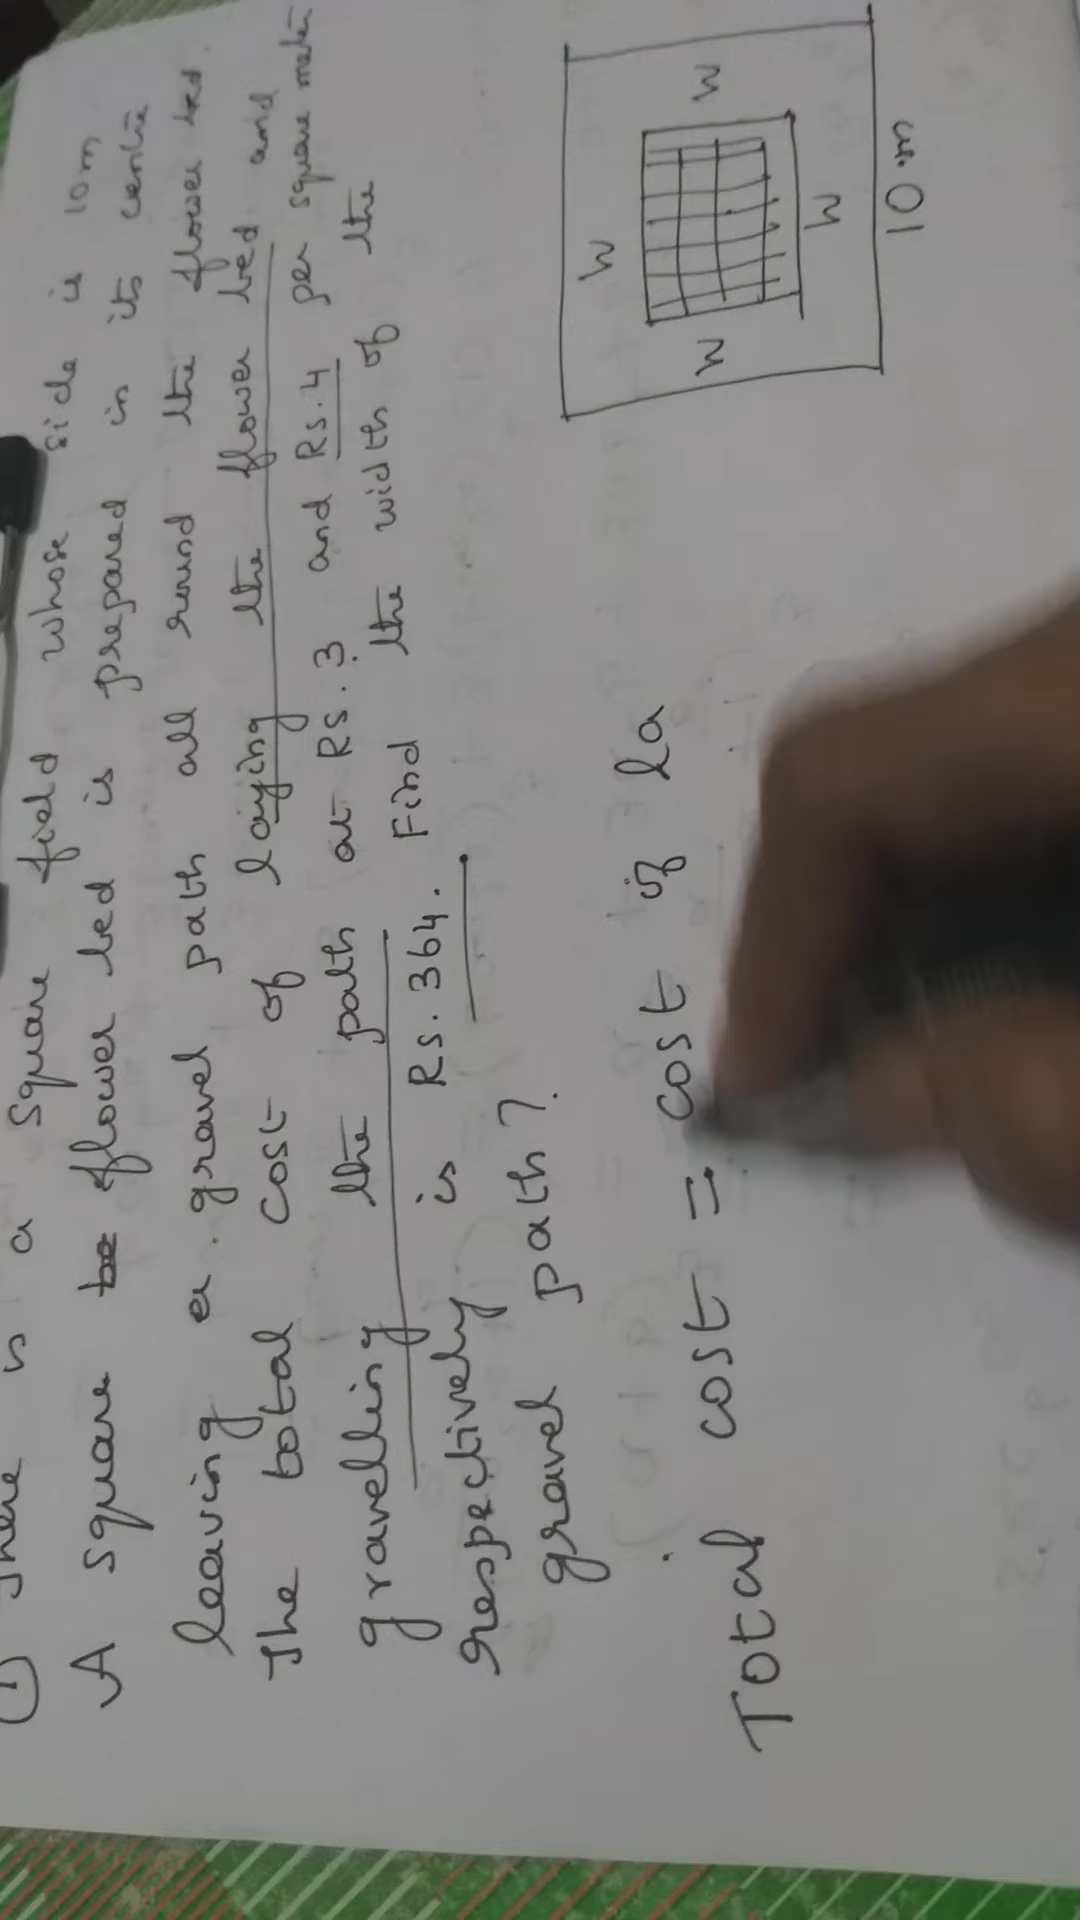 ① There is a square field whose side is 10m
A square be flower bed is prepared in its centre
leaving a gravel path all round the flower bed.
The total cost of laying the flower bed and
gravelling the path at Rs.3 and Rs.4 per square meter
respectively is Rs.364. Find the width of the
gravel path?
W
W
W
W
10 m
Total cost = cost of la